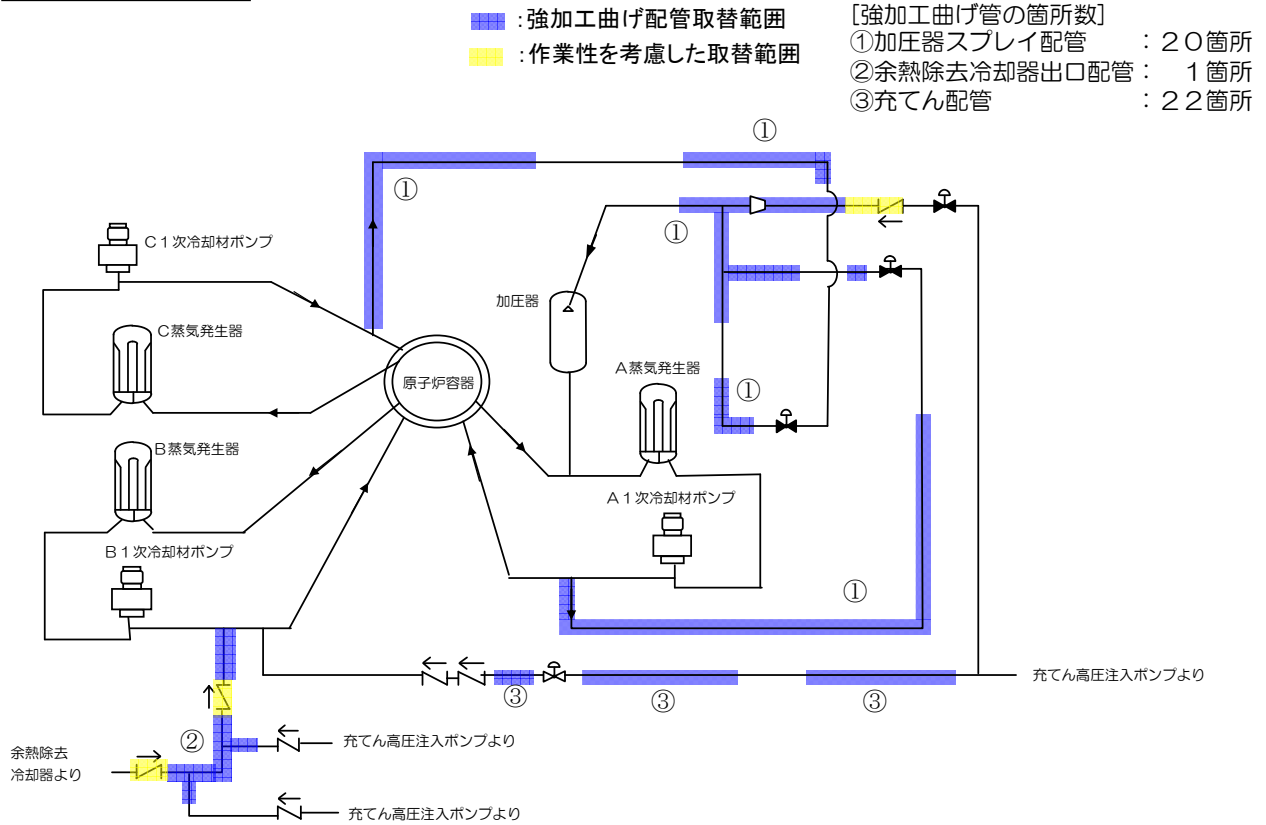 :強加工曲げ配管取替範囲
:作業性を考慮した取替範囲
[強加工曲げ管の箇所数]
①加圧器スプレイ配管　　:２０箇所
②余熱除去冷却器出口配管:　１箇所
③充てん配管　　　　　　:２２箇所
①
①
C１次冷却材ポンプ
①
加圧器
C蒸気発生器
原子炉容器
A蒸気発生器
①
B蒸気発生器
A１次冷却材ポンプ
B１次冷却材ポンプ
①
③
③
③
充てん高圧注入ポンプより
②
充てん高圧注入ポンプより
余熱除去
冷却器より
充てん高圧注入ポンプより